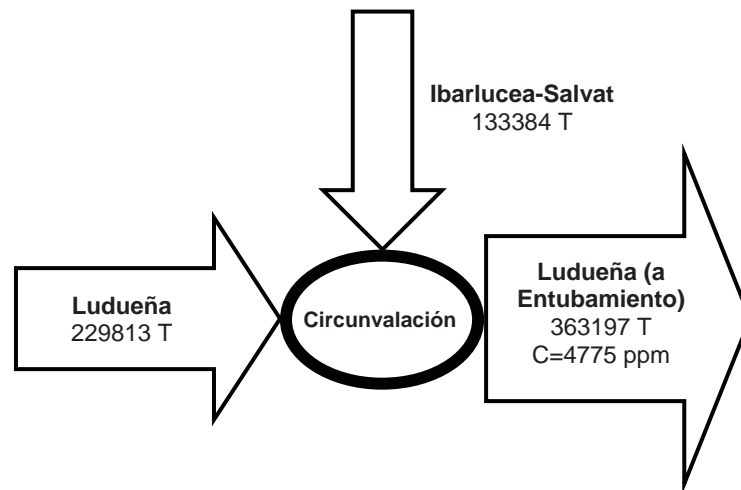 Ibarlucea-Salvat
133384 T
Ludueña
229813 T
Circunvalación
Ludueña (a
Entubamiento)
363197 T
C=4775 ppm